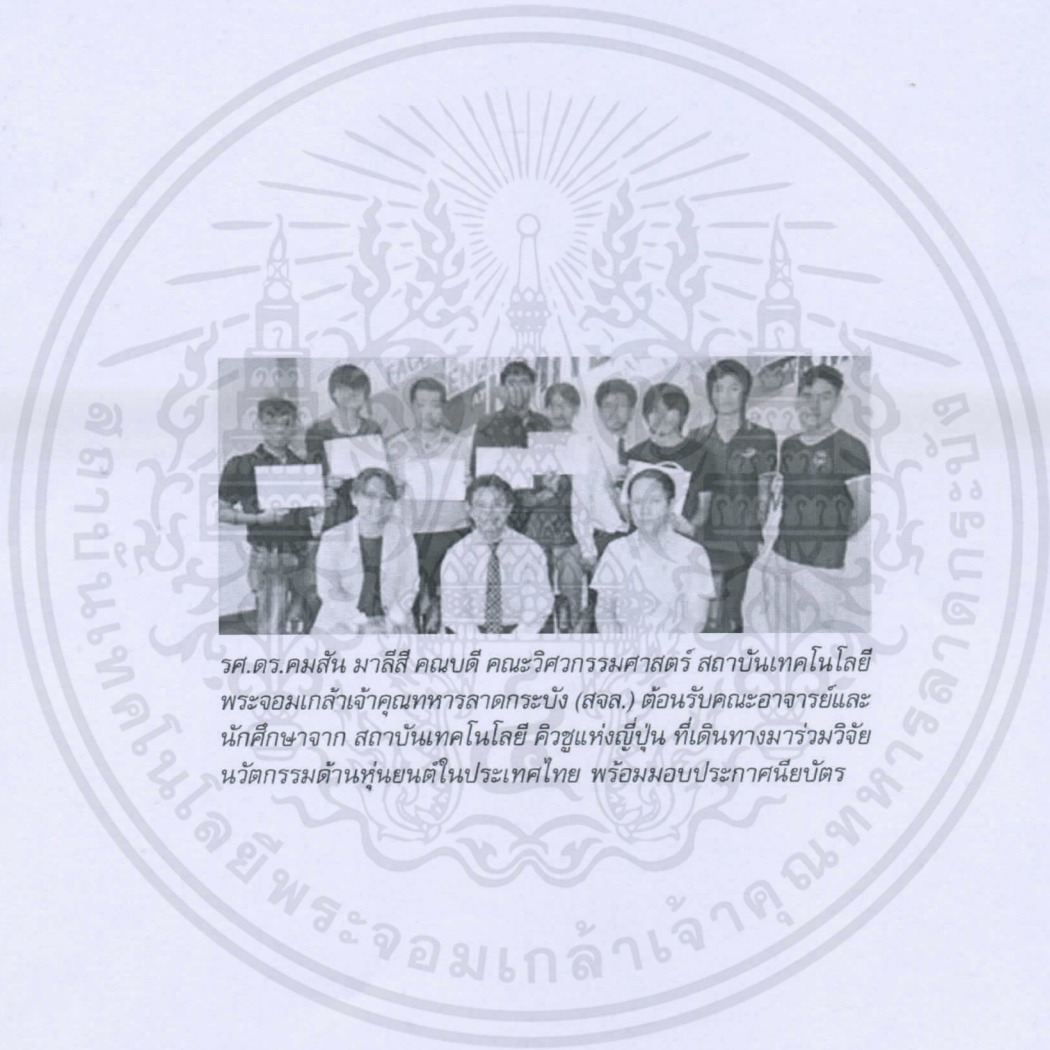 รศ.ดร.คมสัน มาลีสี คณบดี คณะวิศวกรรมศาสตร์ สถาบันเทคโนโลยี
พระจอมเกล้าเจ้าคุณทหารลาดกระบัง (สจล.) ต้อนรับคณะอาจารย์และ
นักศึกษาจาก สถาบันเทคโนโลยี คิวชูแห่งญี่ปุ่น ที่เดินทางมาร่วมวิจัย
นวัตกรรมด้านหุ่นยนต์ในประเทศไทย พร้อมมอบประกาศนียบัตร
สถาบันเทคโนโลยีพระจอมเกล้าเจ้าคุณทหารลาดกระบัง